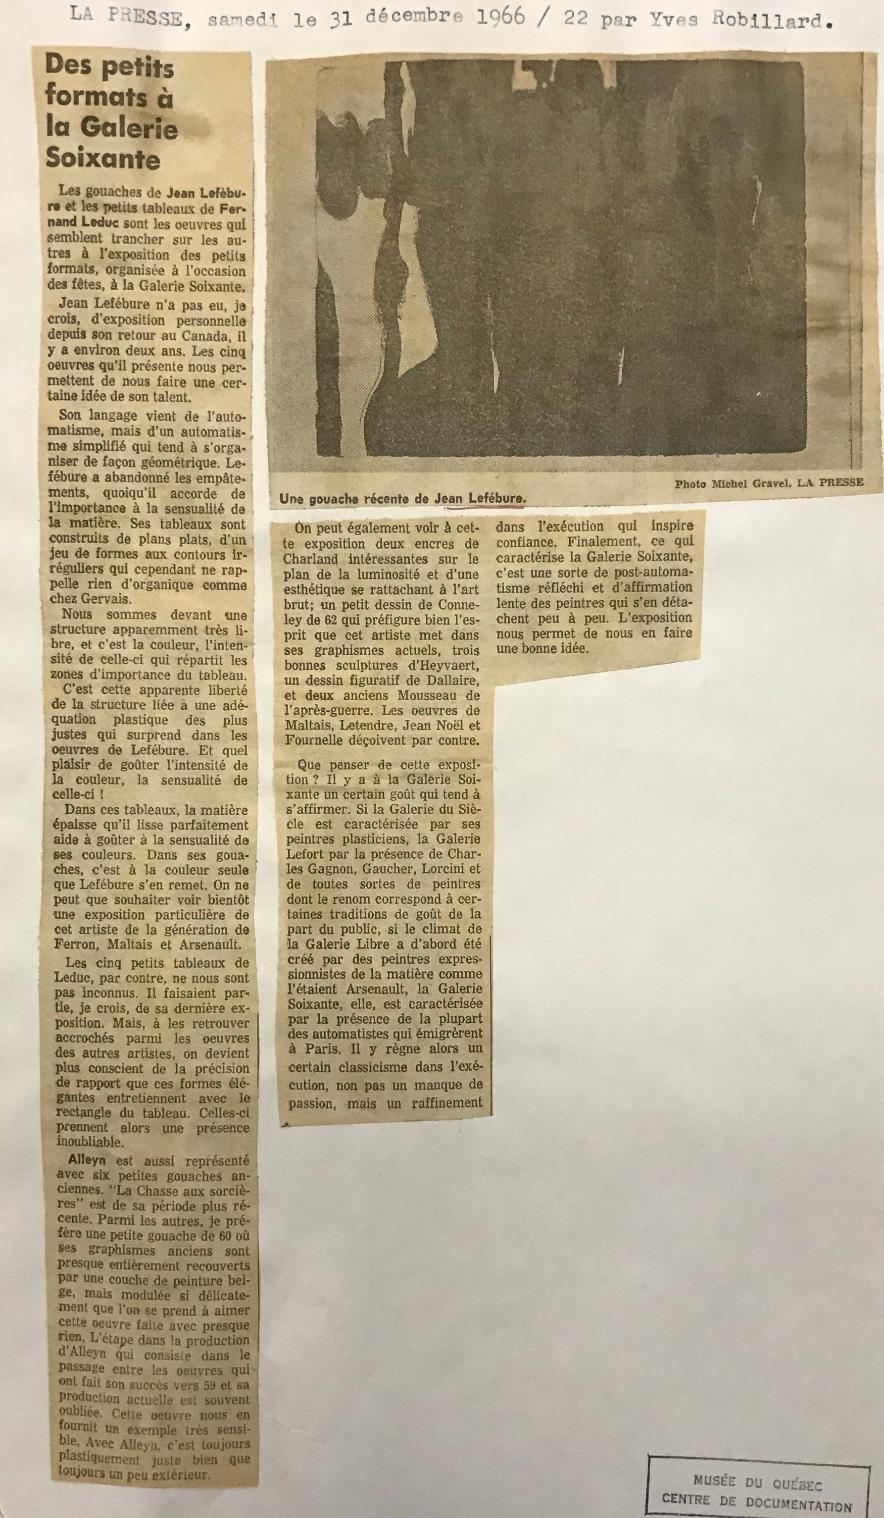 LA PRESSE, samedi le 31 décembre 1966 / 22 par Yves Robillard.
Des petits
formats à
la Galerie
Soixante
Les gouaches de Jean Lefèbu-
re et les petits tableaux de Fer-
nand Leduc sont les oeuvres qui
semblent trancher sur les au-
tres à l'exposition des petits
formats, organisée à l'occasion
des fêtes, à la Galerie Soixante.
Jean Lefébure n'a pas eu, je
crois, d'exposition personnelle
depuis son retour au Canada, il
y a environ deux ans. Les cinq
oeuvres qu'il présente nous per-
mettent de nous faire une cer-
taine idée de son talent.
Son langage vient de l'auto-
matisme, mais d'un automatis-
me simplifié qui tend à s'orga-
niser de façon géométrique. Le-
fébure a abandonné les empâte-
ments, quoiqu'il accorde de
l'importance à la sensualité de
la matière. Ses tableaux sont
construits de plans plats, d'un
jeu de formes aux contours ir-
réguliers qui cependant ne rap-
pelle rien d'organique comme
chez Gervais.
Nous sommes devant une
structure apparemment très li-
bre, et c'est la couleur, l'inten-
sité de celle-ci qui répartit les
zones d'importance du tableau.
C'est cette apparente liberté
de la structure liée à une adé-
quation plastique des plus
justes qui surprend dans les
oeuvres de Lefébure. Et quel
plaisir de goûter l'intensité de
la couleur, la sensualité de
celle-ci !
Dans ces tableaux, la matière
épaisse qu'il lisse parfaitement
aide à goûter à la sensualité de
ses couleurs. Dans ses goua-
ches, c'est à la couleur seule
que Lefébure s'en remet. On ne
peut que souhaiter voir bientôt
une exposition particulière de
cet artiste de la génération de
Ferron, Maltais et Arsenault.
Les cinq petits tableaux de
Leduc, par contre, ne nous sont
pas inconnus. Il faisaient par-
tie, je crois, de sa dernière ex-
position. Mais, à les retrouver
accrochés parmi les oeuvres
des autres artistes, on devient
plus conscient de la précision
de rapport que ces formes élé-
gantes entretiennent avec le
rectangle du tableau. Celles-ci
prennent alors une présence
inoubliable.
Alleyn est aussi représenté
avec six petites gouaches an-
ciennes. "La Chasse aux sorciè-
res" est de sa période plus ré-
cente. Parmi les autres, je pré-
fère une petite gouache de 60 où
ses graphismes anciens sont
presque entièrement recouverts
par une couche de peinture bei-
ge, mais modulée si délicate-
ment que l'on se prend à aimer
cette oeuvre faite avec presque
rien. L'étape dans la production
d'Alleyn qui consiste dans le
passage entre les oeuvres qui
ont fait son succès vers 59 et sa
production actuelle est souvent
oubliée. Cette oeuvre nous en
fournit un exemple très sensi-
ble. Avec Alleyn, c'est toujours
plastiquement juste bien que
toujours un peu extérieur.
Photo Michel Gravel, LA PRESSE
Une gouache récente de Jean Lefébure.
On peut également voir à cet-
te exposition deux encres de
Charland intéressantes sur le
plan de la luminosité et d'une
esthétique se rattachant à l'art
brut; un petit dessin de Conne-
ley de 62 qui préfigure bien l'es-
prit que cet artiste met dans
ses graphismes actuels, trois
bonnes sculptures d'Heyvaert,
un dessin figuratif de Dallaire,
et deux anciens Mousseau de
l'après-guerre. Les oeuvres de
Maltais, Letendre, Jean Noël et
Fournelle déçoivent par contre.
Que penser de cette exposi-
tion ? Il y a à la Galerie Soi-
xante un certain goût qui tend à
s'affirmer. Si la Galerie du Siè-
cle est caractérisée par ses
peintres plasticiens, la Galerie
Lefort par la présence de Char-
les Gagnon, Gaucher, Lorcini et
de toutes sortes de peintres
dont le renom correspond à cer-
taines traditions de goût de la
part du public, si le climat de
la Galerie Libre a d'abord été
créé par des peintres expres-
sionnistes de la matière comme
l'étaient Arsenault, la Galerie
Soixante, elle, est caractérisée
par la présence de la plupart
des automatistes qui émigrèrent
à Paris. Il y règne alors un
certain classicisme dans l'exé-
cution, non pas un manque de
passion, mais un raffinement
dans l'exécution qui inspire
confiance. Finalement, ce qui
caractérise la Galerie Soixante,
c'est une sorte de post-automa-
tisme réfléchi et d'affirmation
lente des peintres qui s'en déta-
chent peu à peu. L'exposition
nous permet de nous en faire
une bonne idée.
MUSÉE DU QUÉBEC
CENTRE DE DOCUMENTATION